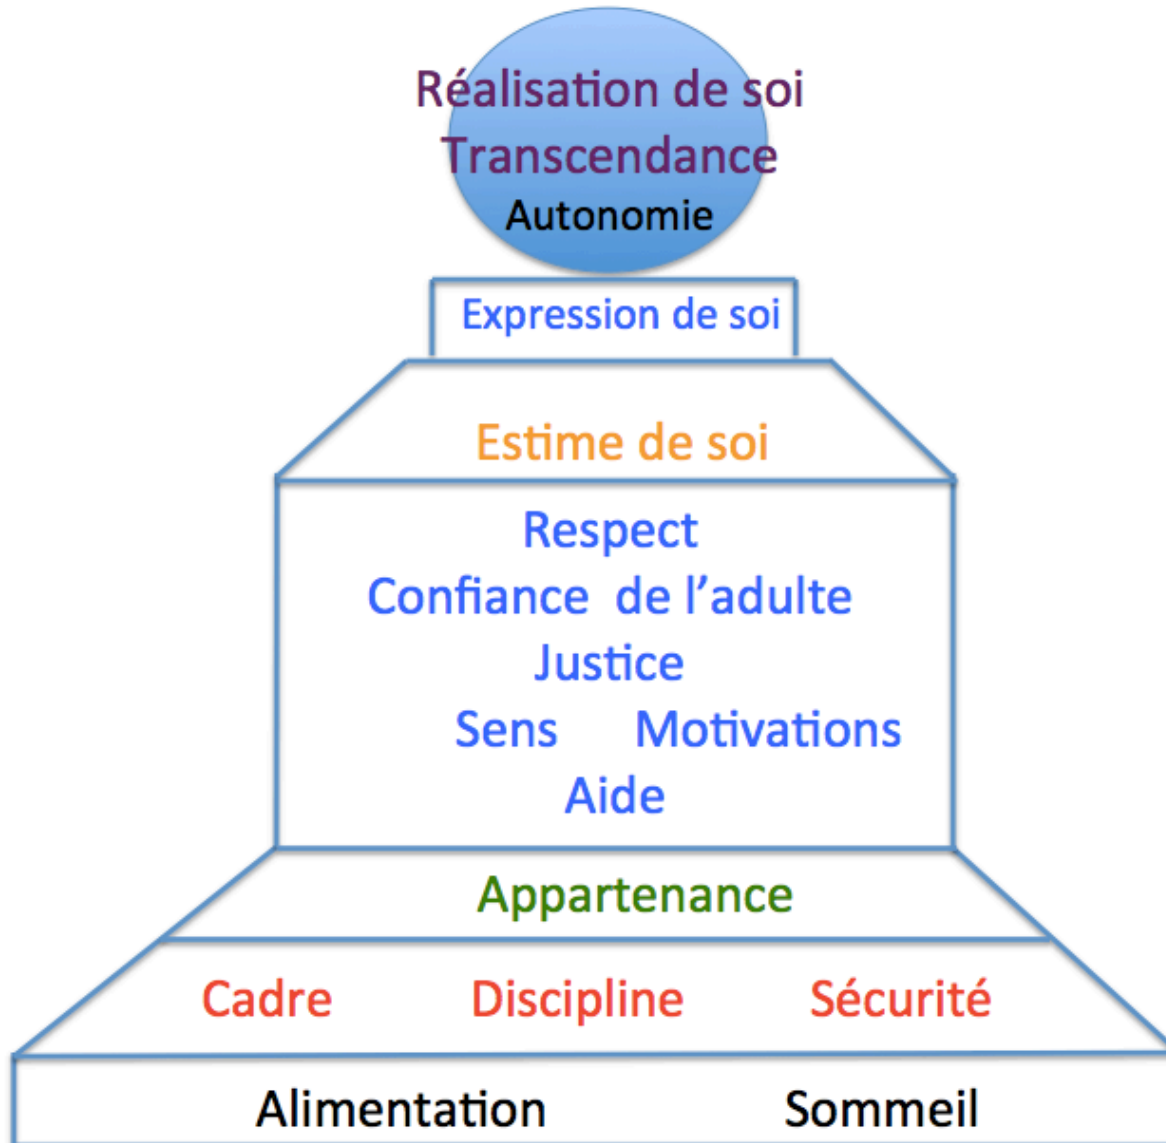 Réalisation de soi
Transcendance
Autonomie
Expression de soi
Estime de soi
Respect
Confiance de l’adulte
Justice
Sens Motivations
Aide
Appartenance
Cadre Discipline Sécurité
Alimentation Sommeil